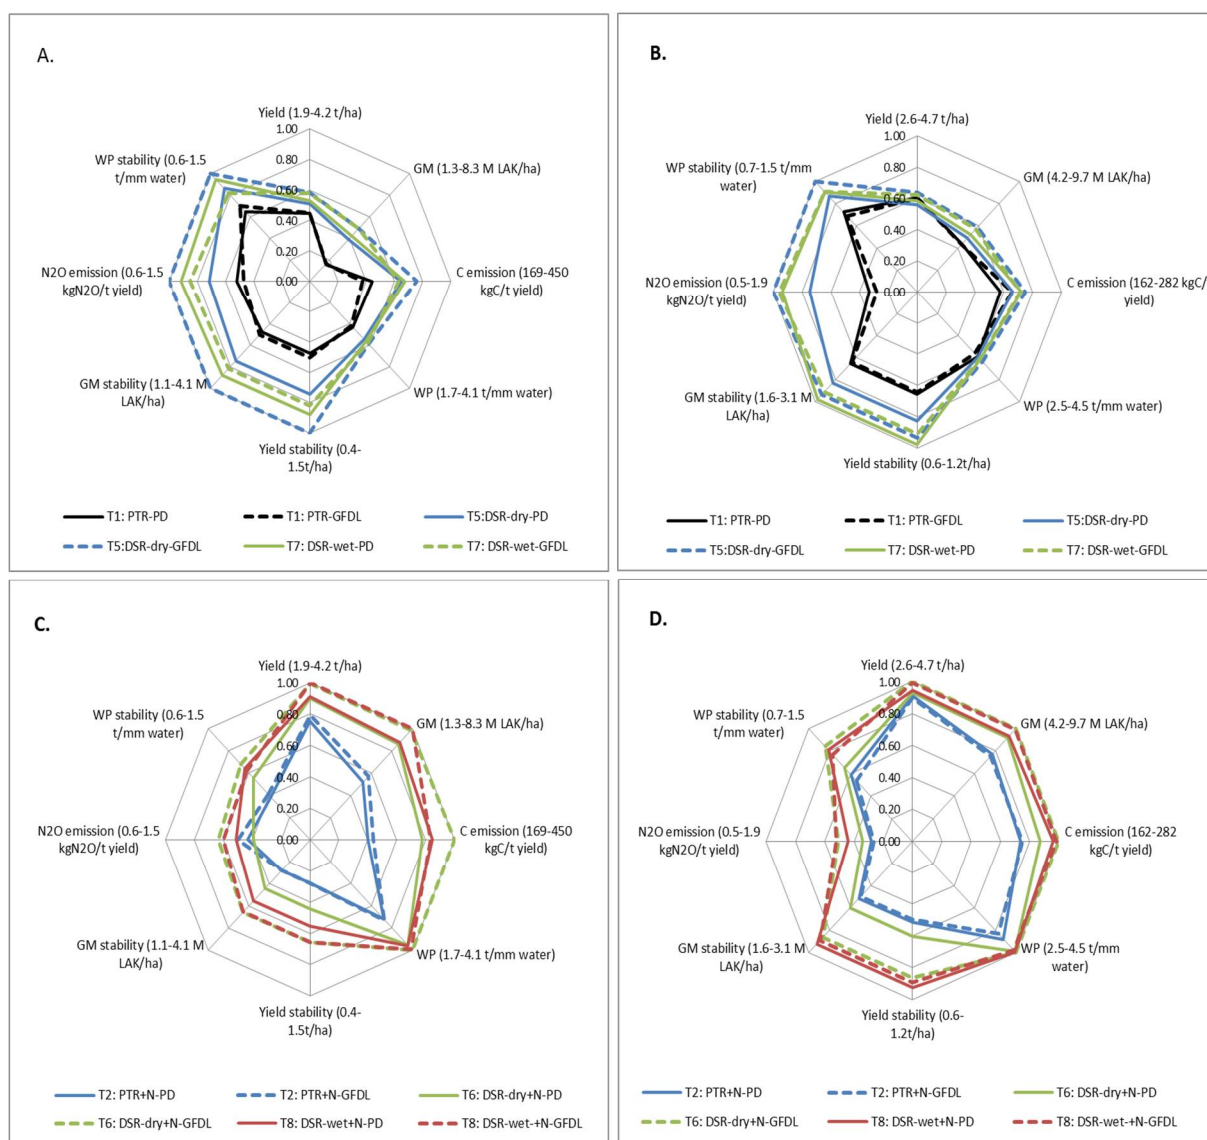 A.
Yield (1.9-4.2 t/ha)
1.00
0.80
0.60
0.40
0.20
0.00
GM (1.3-8.3 M LAK/ha)
C emission (169-450
kgC/t yield)
WP (1.7-4.1 t/mm water)
Yield stability (0.4-
1.5t/ha)
GM stability (1.1-4.1 M
LAK/ha)
N2O emission (0.6-1.5
kgN2O/t yield)
WP stability (0.6-1.5
t/mm water)
T1: PTR-PD
T1: PTR-GFDL
T5:DSR-dry-PD
T5:DSR-dry-GFDL
T7: DSR-wet-PD
T7: DSR-wet-GFDL
B.
Yield (2.6-4.7 t/ha)
1.00
0.80
0.60
0.40
0.20
0.00
GM (4.2-9.7 M LAK/ha)
C emission (162-282 kgC/t
yield)
WP (2.5-4.5 t/mm water)
Yield stability (0.6-1.2t/ha)
GM stability (1.6-3.1 M
LAK/ha)
N2O emission (0.5-1.9
kgN2O/t yield)
WP stability (0.7-1.5 t/mm
water)
T1: PTR-PD
T1: PTR-GFDL
T5:DSR-dry-PD
T5:DSR-dry-GFDL
T7: DSR-wet-PD
T7: DSR-wet-GFDL
C.
Yield (1.9-4.2 t/ha)
1.00
0.80
0.60
0.40
0.20
0.00
GM (1.3-8.3 M LAK/ha)
C emission (169-450
kgC/t yield)
WP (1.7-4.1 t/mm water)
Yield stability (0.4-
1.5t/ha)
GM stability (1.1-4.1 M
LAK/ha)
N2O emission (0.6-1.5
kgN2O/t yield)
WP stability (0.6-1.5
t/mm water)
T2: PTR+N-PD
T2: PTR+N-GFDL
T6: DSR-dry+N-PD
T6: DSR-dry+N-GFDL
T8: DSR-wet+N-PD
T8: DSR-wet-+N-GFDL
D.
Yield (2.6-4.7 t/ha)
1.00
0.80
0.60
0.40
0.20
0.00
GM (4.2-9.7 M LAK/ha)
C emission (162-282
kgC/t yield)
WP (2.5-4.5 t/mm
water)
Yield stability (0.6-
1.2t/ha)
GM stability (1.6-3.1 M
LAK/ha)
N2O emission (0.5-1.9
kgN2O/t yield)
WP stability (0.7-1.5
t/mm water)
T2: PTR+N-PD
T2: PTR+N-GFDL
T6: DSR-dry+N-PD
T6: DSR-dry+N-GFDL
T8: DSR-wet+N-PD
T8: DSR-wet-+N-GFDL